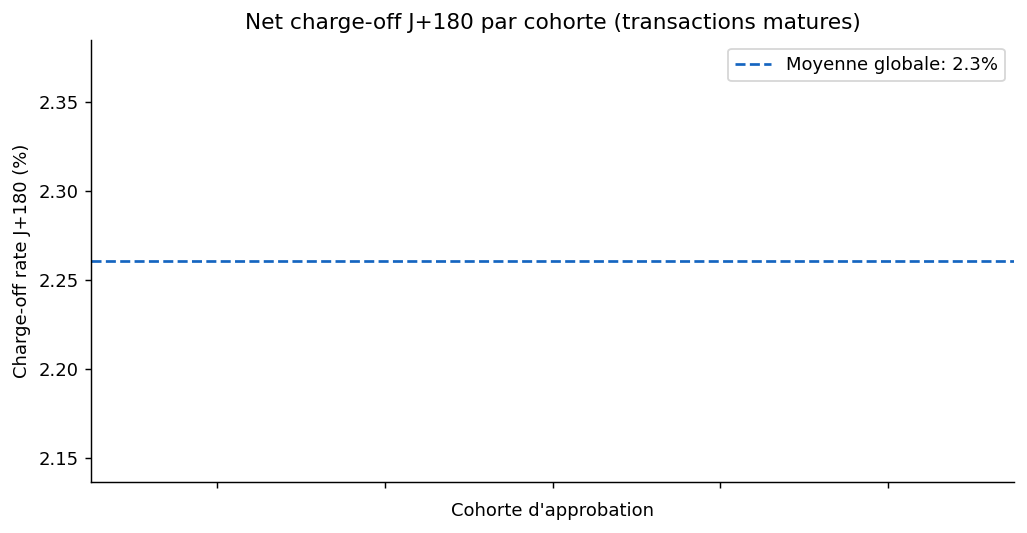 Net charge-off J+180 par cohorte (transactions matures)
Moyenne globale: 2.3%
Charge-off rate J+180 (%)
2.35
2.30
2.25
2.20
2.15
Cohorte d'approbation